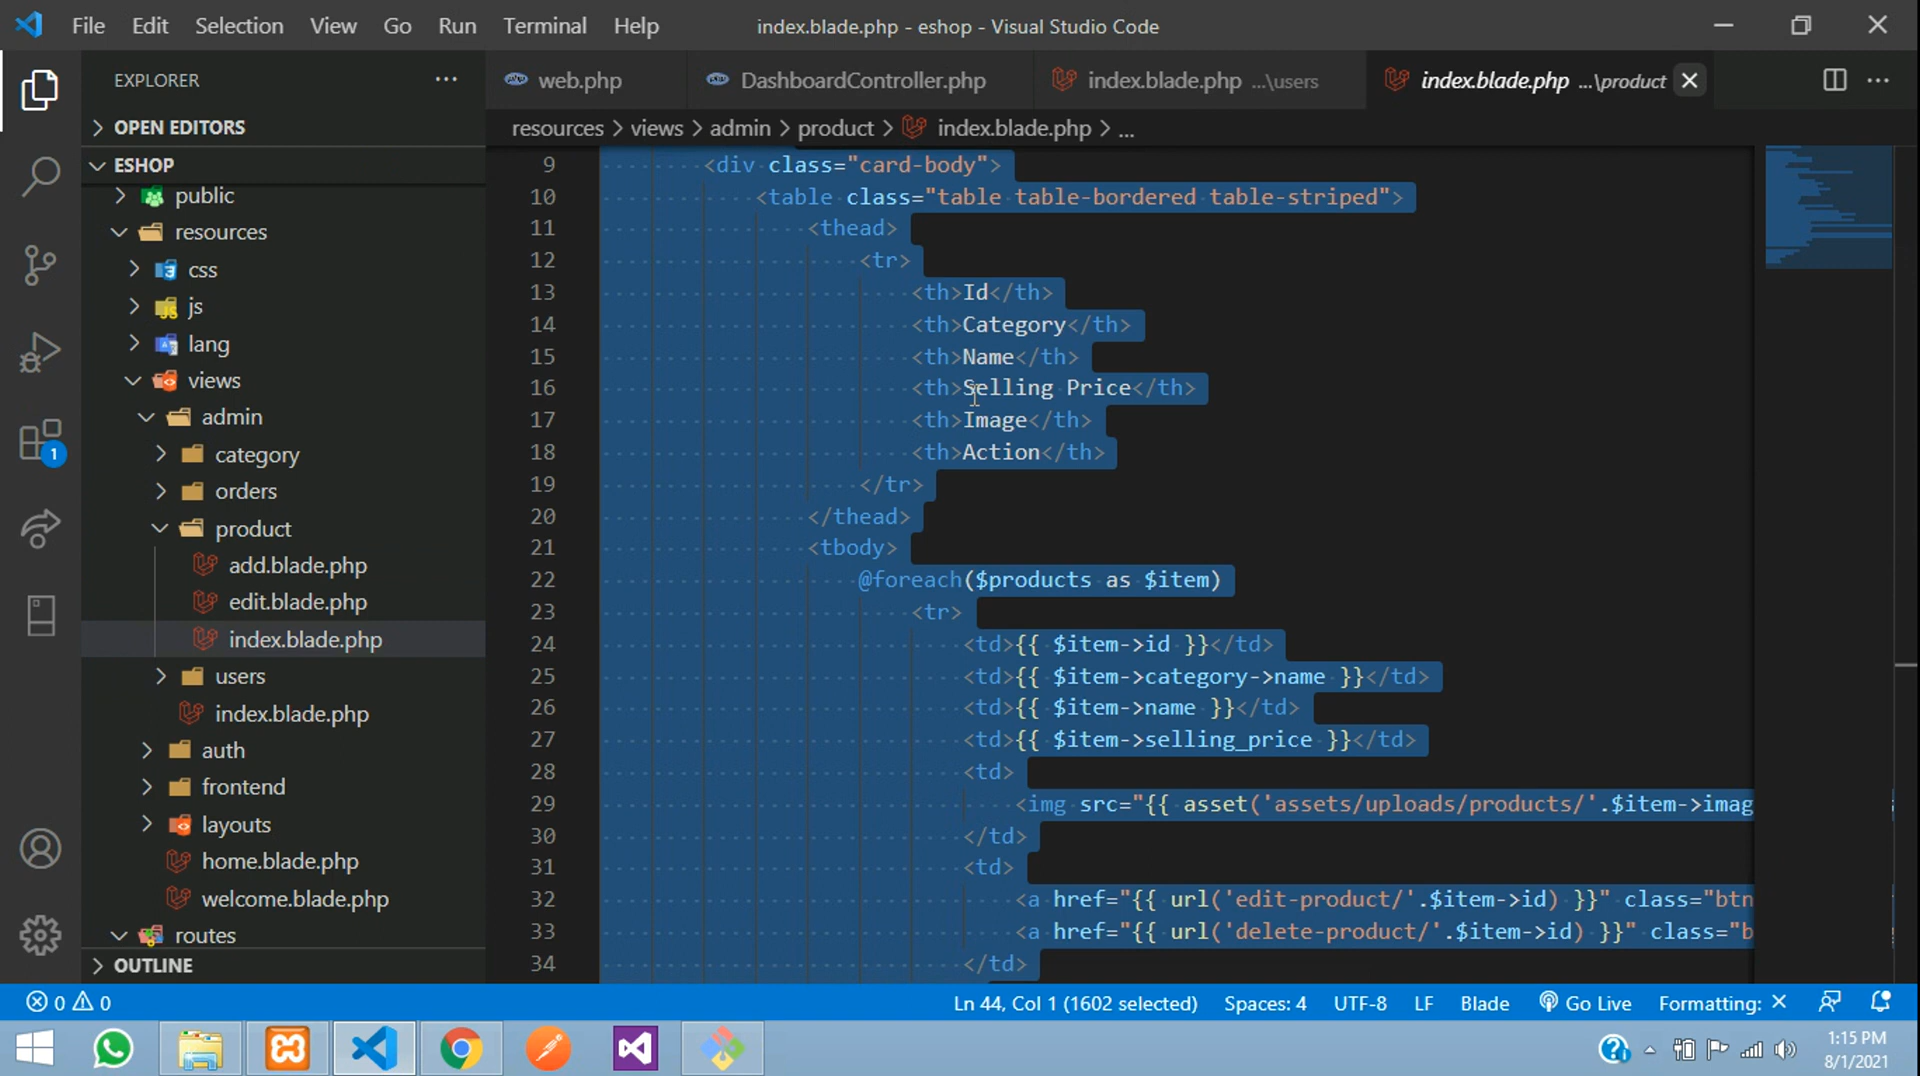 File Edit Selection View Go Run Terminal Help
index.blade.php - eshop - Visual Studio Code
EXPLORER
OPEN EDITORS
ESHOP
public
resources
css
js
lang
views
admin
category
orders
product
add.blade.php
edit.blade.php
index.blade.php
users
index.blade.php
auth
frontend
layouts
home.blade.php
welcome.blade.php
routes
OUTLINE
web.php DashboardController.php index.blade.php ...\users index.blade.php ...\product
resources > views > admin > product > index.blade.php > ...
9 <div class="card-body">
10 <table class="table table-bordered table-striped">
11 <thead>
12 <tr>
13 <th>Id</th>
14 <th>Category</th>
15 <th>Name</th>
16 <th>Selling Price</th>
17 <th>Image</th>
18 <th>Action</th>
19 </tr>
20 </thead>
21 <tbody>
22 @foreach($products as $item)
23 <tr>
24 <td>{{ $item->id }}</td>
25 <td>{{ $item->category->name }}</td>
26 <td>{{ $item->name }}</td>
27 <td>{{ $item->selling_price }}</td>
28 <td>
29 <img src="{{ asset('assets/uploads/products/'.$item->imag
30 </td>
31 <td>
32 <a href="{{ url('edit-product/'.$item->id) }}" class="btn
33 <a href="{{ url('delete-product/'.$item->id) }}" class="b
34 </td>
0 0 Ln 44, Col 1 (1602 selected) Spaces: 4 UTF-8 LF Blade Go Live Formatting: ×
1
1:15 PM
8/1/2021